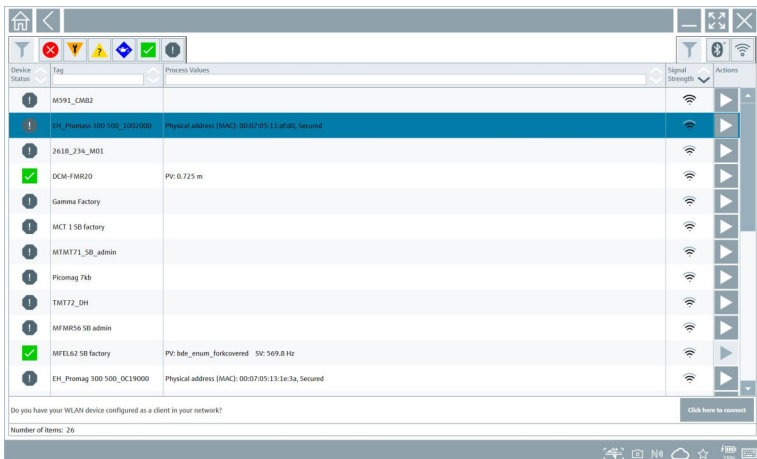 Device Status Tag Process Values Signal Strength Actions
M591_CM82
EH_Promass 300 500_1002000 Physical address (MAC): 00:07:05:11:af:d0, Secured
2618_234_M01
DCM-FMR20 PV: 0.725 m
Gamma Factory
MCT 1 SB factory
MTMT71_SB_admin
Picomag 7kb
TMT72_DH
MFMR56 SB admin
MFEL62 SB factory PV: bde_enum_forkcovered SV: 569.8 Hz
EH_Promag 300 500_0C19000 Physical address (MAC): 00:07:05:13:1e:3a, Secured
Do you have your WLAN device configured as a client in your network? Click here to connect
Number of items: 26